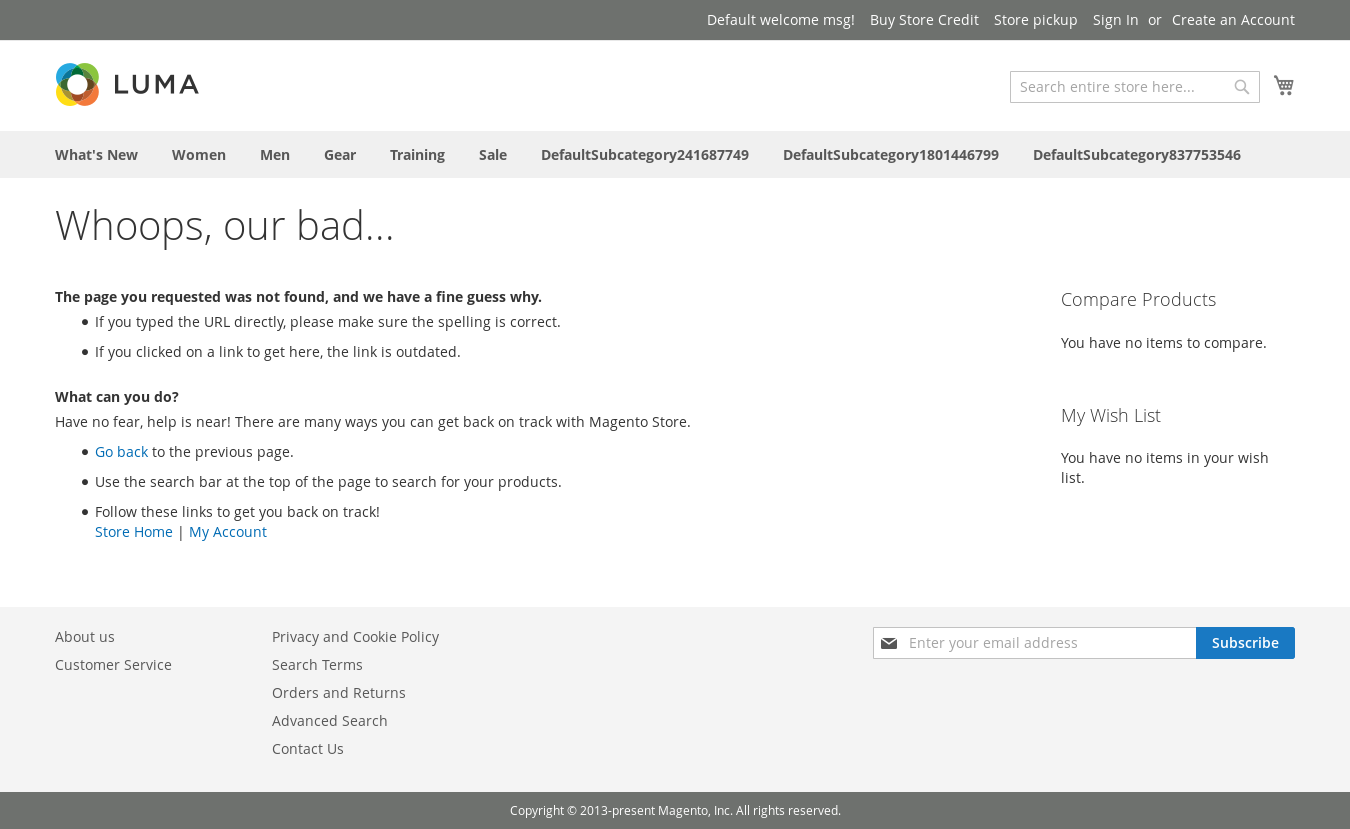 Default welcome msg! Buy Store Credit Store pickup Sign In or Create an Account
LUMA
Search entire store here...
What's New Women Men Gear Training Sale DefaultSubcategory241687749 DefaultSubcategory1801446799 DefaultSubcategory837753546
Whoops, our bad...
The page you requested was not found, and we have a fine guess why.
If you typed the URL directly, please make sure the spelling is correct.
If you clicked on a link to get here, the link is outdated.
What can you do?
Have no fear, help is near! There are many ways you can get back on track with Magento Store.
Go back to the previous page.
Use the search bar at the top of the page to search for your products.
Follow these links to get you back on track!
Store Home | My Account
Compare Products
You have no items to compare.
My Wish List
You have no items in your wish
list.
About us
Customer Service
Privacy and Cookie Policy
Search Terms
Orders and Returns
Advanced Search
Contact Us
Enter your email address
Subscribe
Copyright © 2013-present Magento, Inc. All rights reserved.